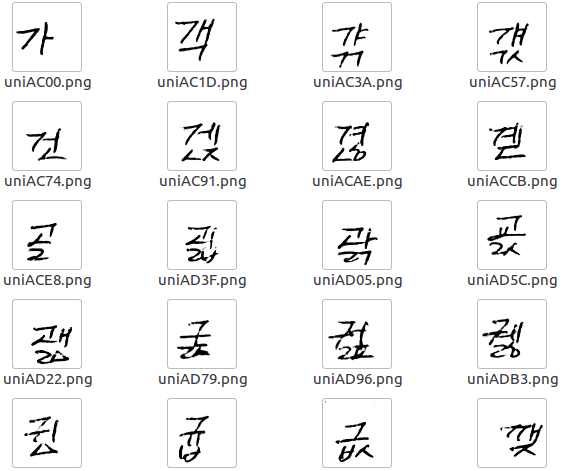 가 객 갺 걗
uniAC00.png uniAC1D.png uniAC3A.png uniAC57.png
건 겑 겮 곋
uniAC74.png uniAC91.png uniACAE.png uniACCB.png
골 괿 괅 굜
uniACE8.png uniAD3F.png uniAD05.png uniAD5C.png
괢 굹 궖 궳
uniAD22.png uniAD79.png uniAD96.png uniADB3.png
귐 귭 긊